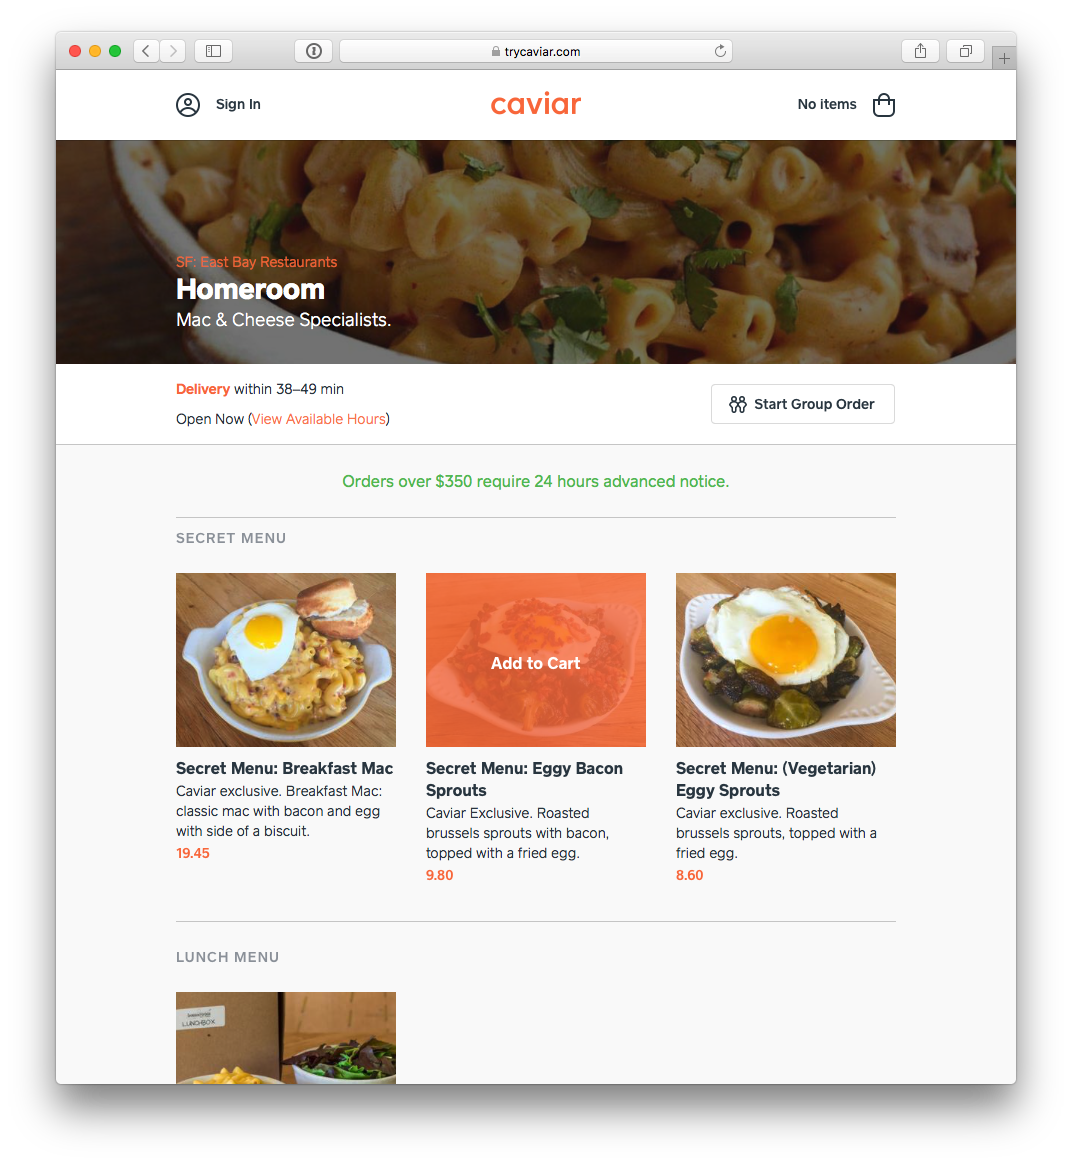 trycaviar.com
Sign In
caviar
No items
SF: East Bay Restaurants
Homeroom
Mac & Cheese Specialists.
Delivery within 38–49 min
Open Now (View Available Hours)
Start Group Order
Orders over $350 require 24 hours advanced notice.
SECRET MENU
Add to Cart
Secret Menu: Breakfast Mac
Caviar exclusive. Breakfast Mac:
classic mac with bacon and egg
with side of a biscuit.
19.45
Secret Menu: Eggy Bacon
Sprouts
Caviar Exclusive. Roasted
brussels sprouts with bacon,
topped with a fried egg.
9.80
Secret Menu: (Vegetarian)
Eggy Sprouts
Caviar exclusive. Roasted
brussels sprouts, topped with a
fried egg.
8.60
LUNCH MENU
LUNCHBOX